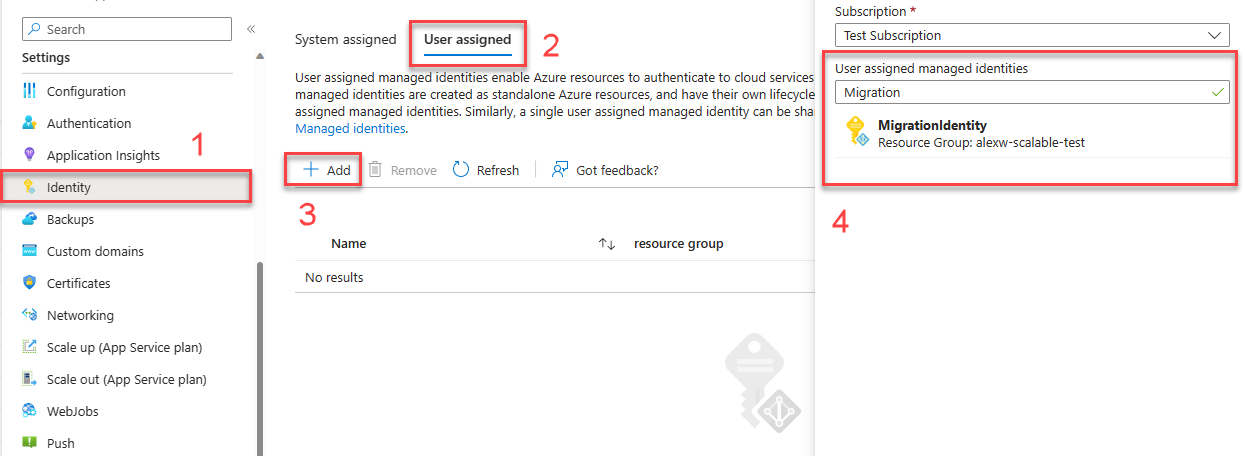 Search
«
Settings
Configuration
Authentication
Application Insights
1
Identity
Backups
Custom domains
Certificates
Networking
Scale up (App Service plan)
Scale out (App Service plan)
WebJobs
Push
System assigned
User assigned
2
User assigned managed identities enable Azure resources to authenticate to cloud services
managed identities are created as standalone Azure resources, and have their own lifecycle
assigned managed identities. Similarly, a single user assigned managed identity can be sha
Managed identities.
+ Add
Remove
Refresh
Got feedback?
3
Name ↑↓ resource group
No results
Subscription *
Test Subscription
User assigned managed identities
Migration
MigrationIdentity
Resource Group: alexw-scalable-test
4